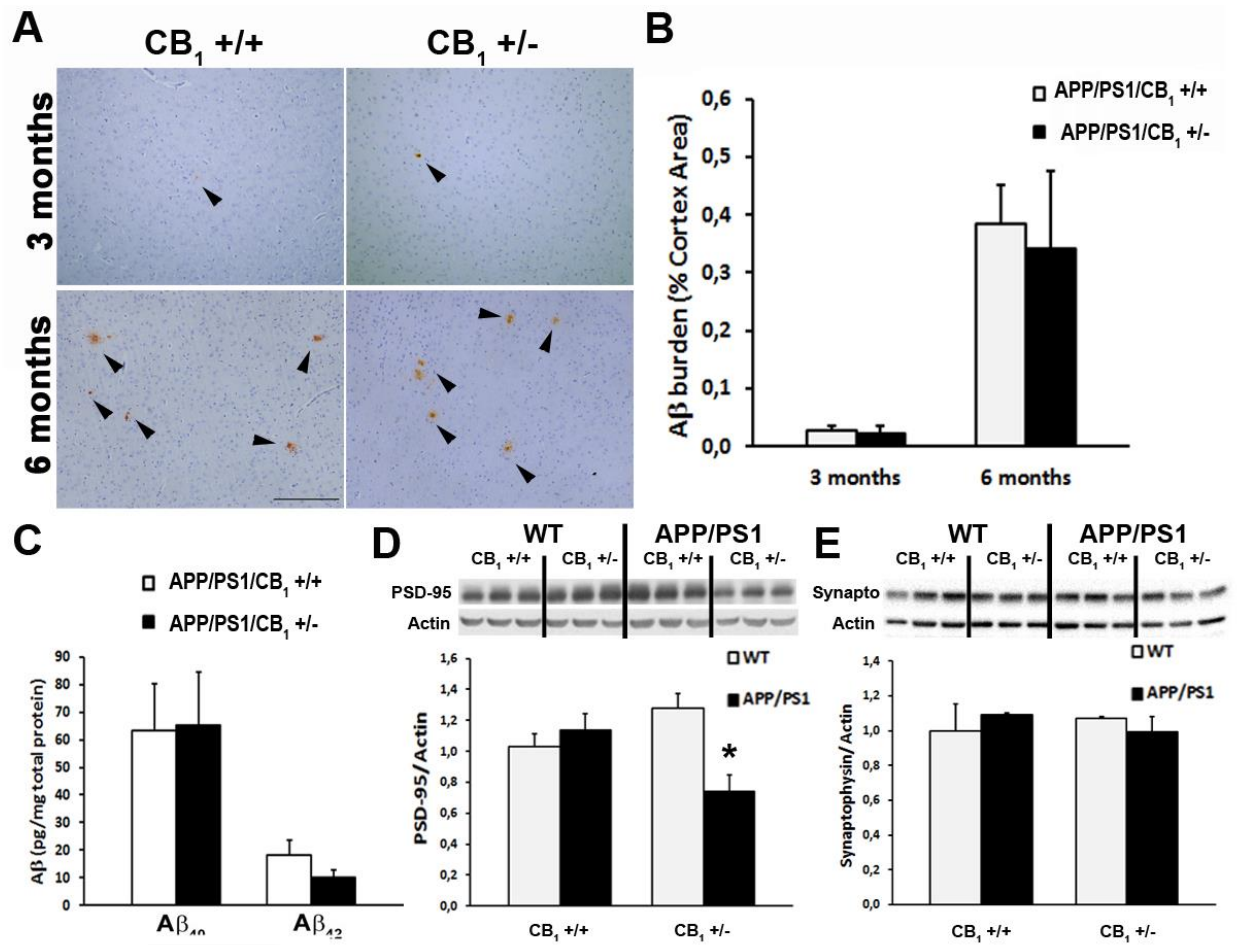 A
CB1 +/+
CB1 +/-
3 months
6 months
B
APP/PS1/CB1 +/+
APP/PS1/CB1 +/-
Aβ burden (% Cortex Area)
0,6
0,5
0,4
0,3
0,2
0,1
0,0
3 months
6 months
C
APP/PS1/CB1 +/+
APP/PS1/CB1 +/-
Aβ (pg/mg total protein)
90
80
70
60
50
40
30
20
10
0
Aβ40
Aβ42
D
WT
APP/PS1
CB1 +/+
CB1 +/-
CB1 +/+
CB1 +/-
PSD-95
Actin
WT
APP/PS1
PSD-95/Actin
1,6
1,4
1,2
1,0
0,8
0,6
0,4
0,2
0,0
*
CB1 +/+
CB1 +/-
E
WT
APP/PS1
CB1 +/+
CB1 +/-
CB1 +/+
CB1 +/-
Synapto
Actin
WT
APP/PS1
Synaptophysin/Actin
1,4
1,2
1,0
0,8
0,6
0,4
0,2
0,0
CB1 +/+
CB1 +/-